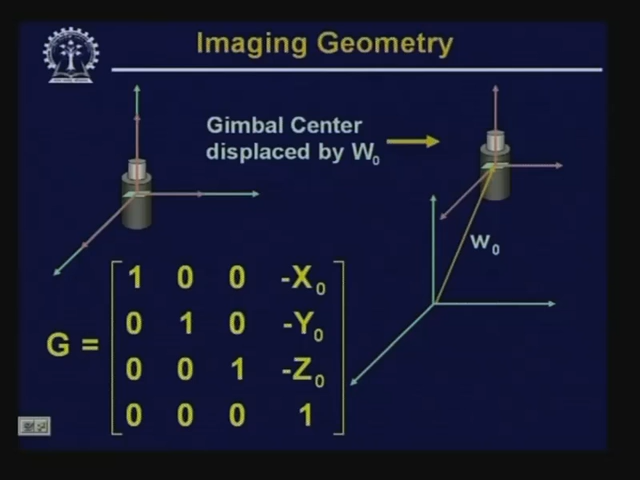 Imaging Geometry
Gimbal Center
displaced by W0
W0
G =
1 0 0 -X0
0 1 0 -Y0
0 0 1 -Z0
0 0 0 1